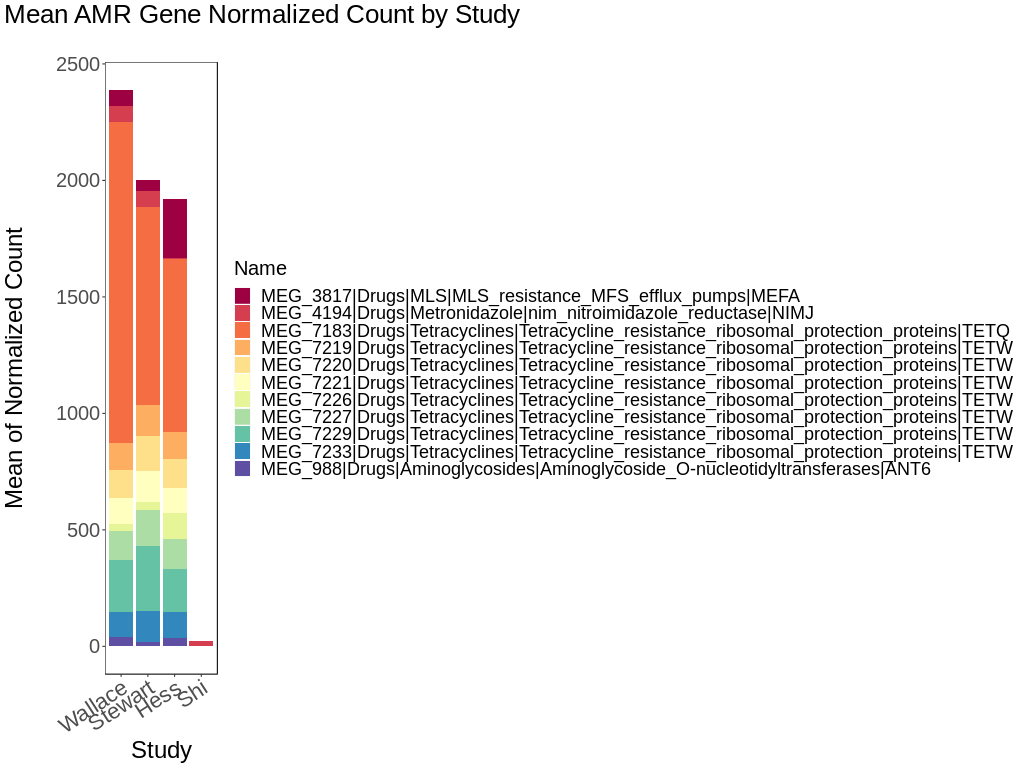 Mean AMR Gene Normalized Count by Study
2500
2000
1500
1000
500
0
Mean of Normalized Count
Wallace
Stewart
Hess
Shi
Study
Name
MEG_3817|Drugs|MLS|MLS_resistance_MFS_efflux_pumps|MEFA
MEG_4194|Drugs|Metronidazole|nim_nitroimidazole_reductase|NIMJ
MEG_7183|Drugs|Tetracyclines|Tetracycline_resistance_ribosomal_protection_proteins|TETQ
MEG_7219|Drugs|Tetracyclines|Tetracycline_resistance_ribosomal_protection_proteins|TETW
MEG_7220|Drugs|Tetracyclines|Tetracycline_resistance_ribosomal_protection_proteins|TETW
MEG_7221|Drugs|Tetracyclines|Tetracycline_resistance_ribosomal_protection_proteins|TETW
MEG_7226|Drugs|Tetracyclines|Tetracycline_resistance_ribosomal_protection_proteins|TETW
MEG_7227|Drugs|Tetracyclines|Tetracycline_resistance_ribosomal_protection_proteins|TETW
MEG_7229|Drugs|Tetracyclines|Tetracycline_resistance_ribosomal_protection_proteins|TETW
MEG_7233|Drugs|Tetracyclines|Tetracycline_resistance_ribosomal_protection_proteins|TETW
MEG_988|Drugs|Aminoglycosides|Aminoglycoside_O-nucleotidyltransferases|ANT6